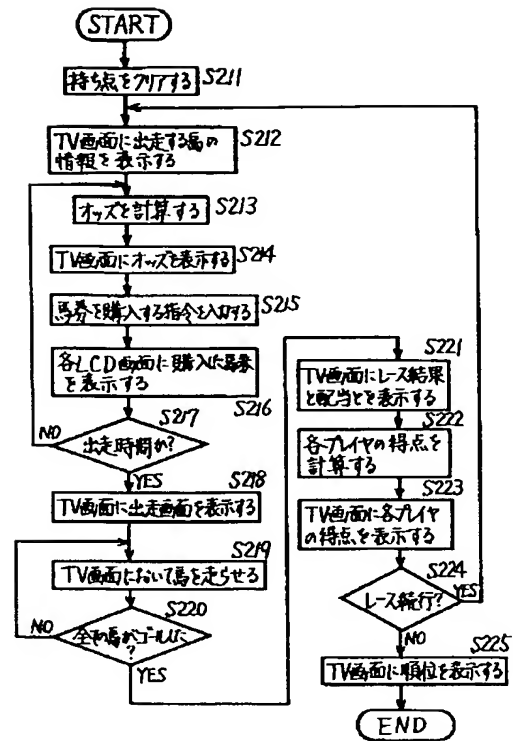 START
持ち点をクリアする S211
TV画面に出走する馬の S212
情報を表示する
オッズを計算する S213
TV画面にオッズを表示する S214
馬券を購入する指令を入力する S215
各LCD画面に購入した馬券
を表示する S216
S217
NO 出走時間か?
YES S218
TV画面に出走画面を表示する
S219
TV画面において馬を走らせる
S220
NO 全ての馬がゴールした
?
YES
S221
TV画面にレース結果
と配当とを表示する
S222
各プレイヤの得点を
計算する
S223
TV画面に各プレイヤ
の得点を表示する
S224
レース続行? YES
NO S225
TV画面に順位を表示する
END